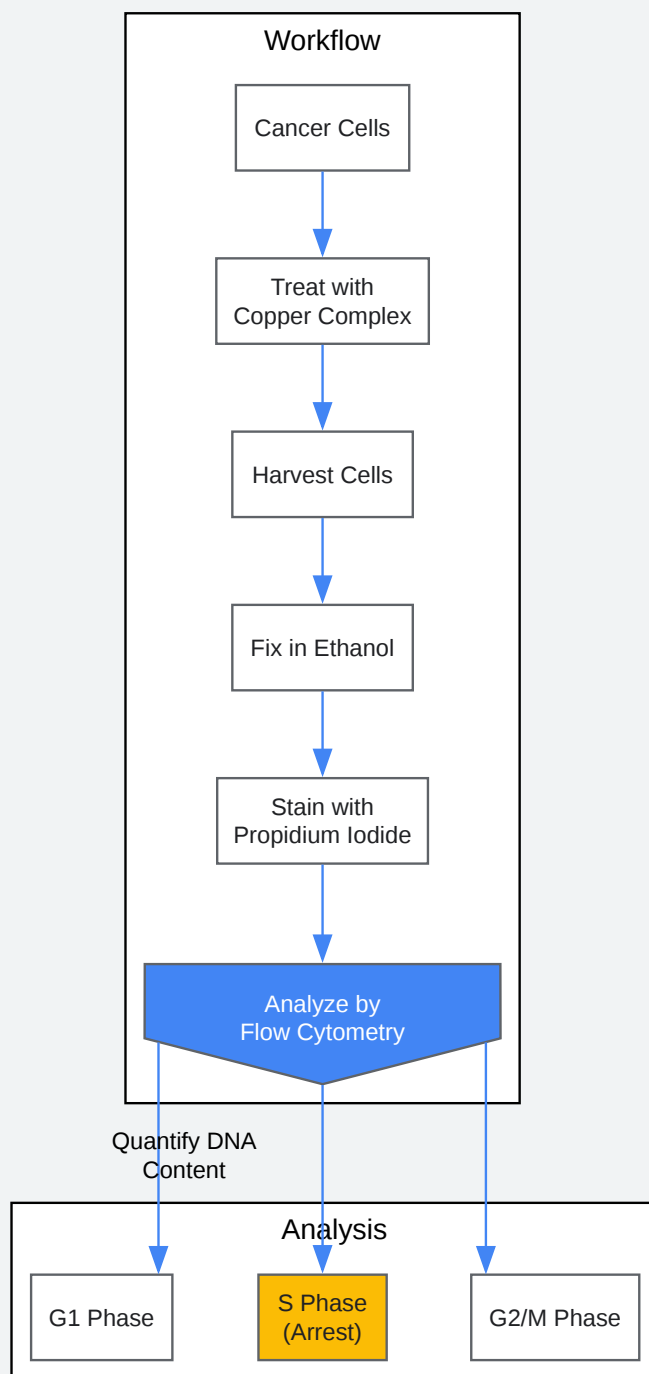 Workflow
Cancer Cells
Treat with
Copper Complex
Harvest Cells
Fix in Ethanol
Stain with
Propidium Iodide
Analyze by
Flow Cytometry
Quantify DNA
Content
Analysis
G1 Phase
S Phase
(Arrest)
G2/M Phase